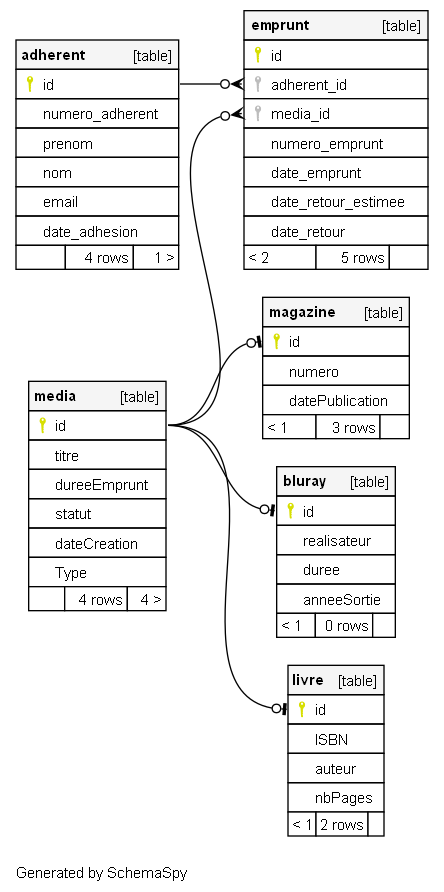 adherent [table]
id
numero_adherent
prenom
nom
email
date_adhesion
4 rows 1 >
emprunt [table]
id
adherent_id
media_id
numero_emprunt
date_emprunt
date_retour_estimee
date_retour
< 2 5 rows
magazine [table]
id
numero
datePublication
< 1 3 rows
media [table]
id
titre
dureeEmprunt
statut
dateCreation
Type
4 rows 4 >
bluray [table]
id
realisateur
duree
anneeSortie
< 1 0 rows
livre [table]
id
ISBN
auteur
nbPages
< 1 2 rows
Generated by SchemaSpy